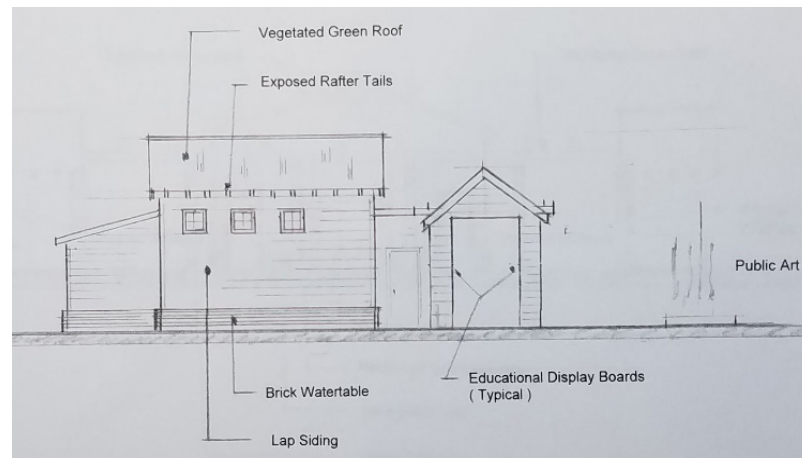 Vegetated Green Roof
Exposed Rafter Tails
Public Art
Educational Display Boards
( Typical )
Brick Watertable
Lap Siding